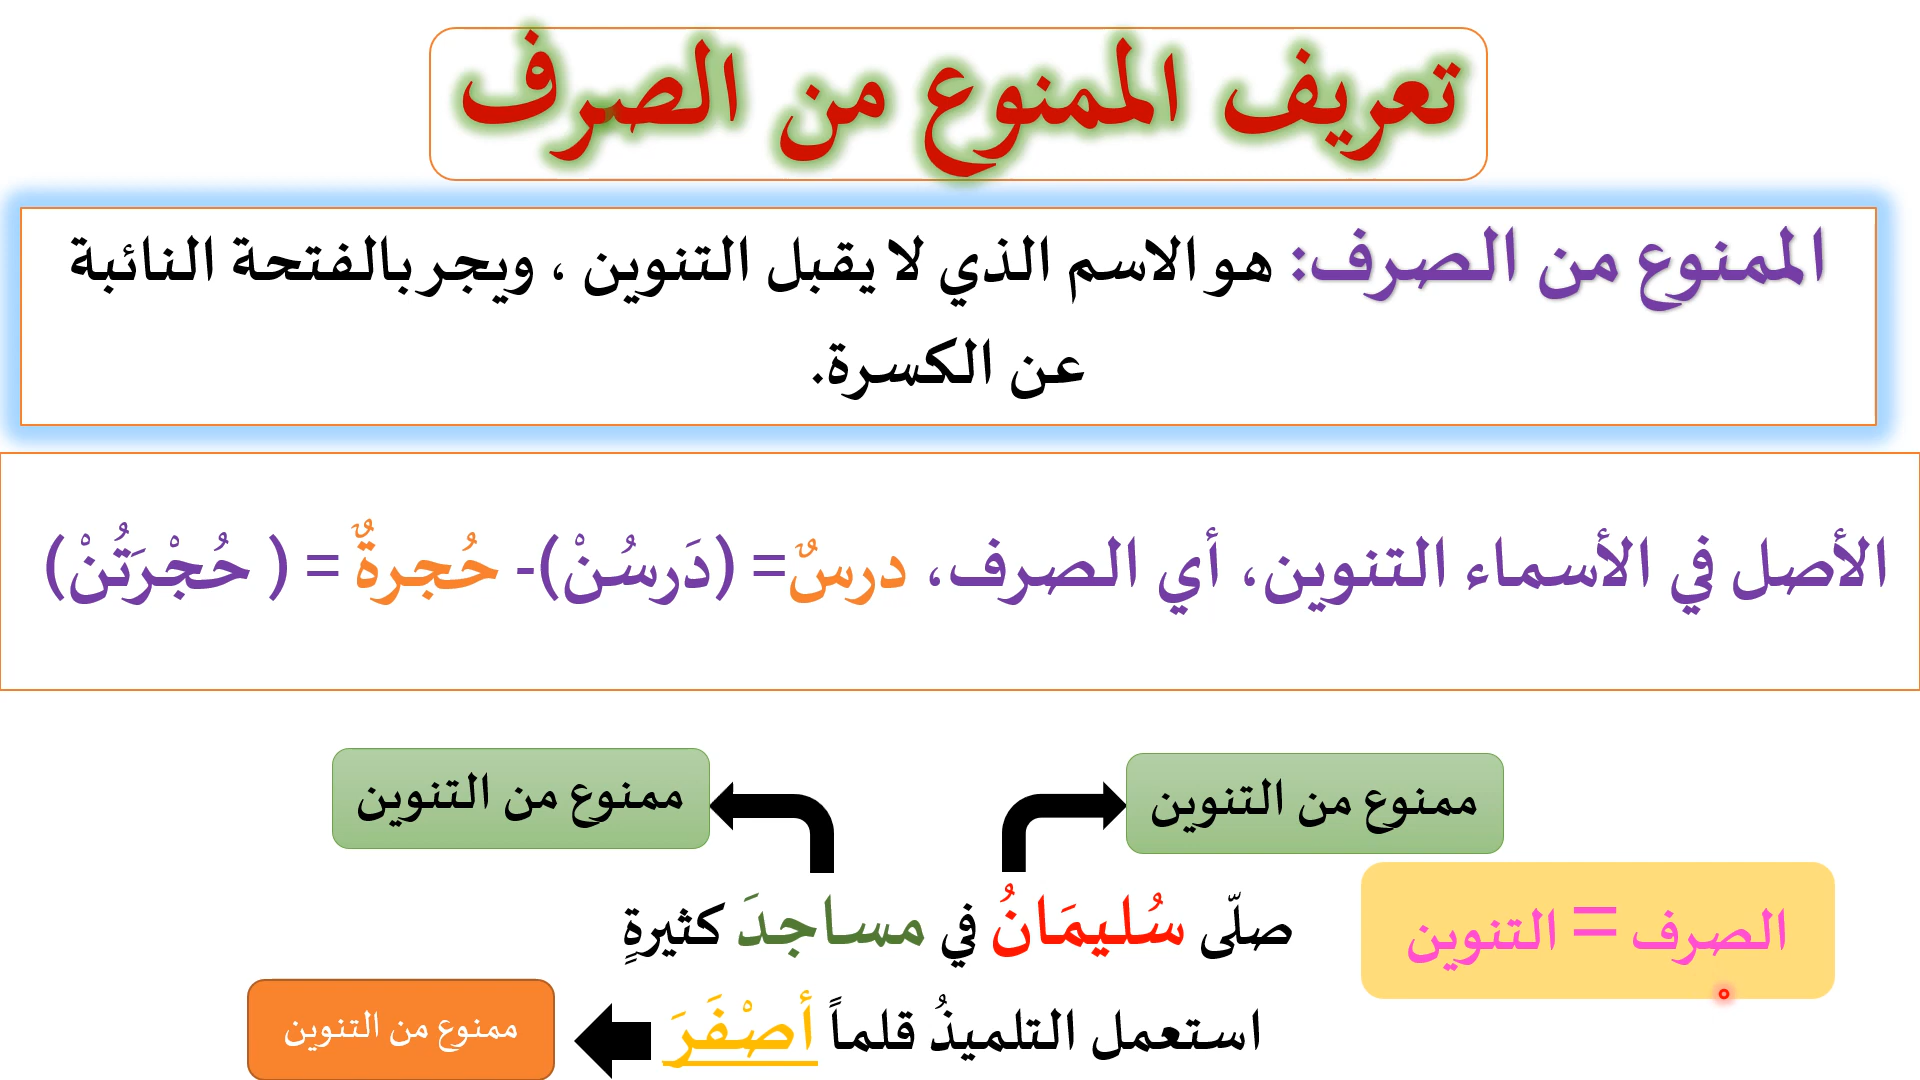 تعريف الممنوع من الصرف
الممنوع من الصرف: هو الاسم الذي لا يقبل التنوين ، ويجر بالفتحة النائبة
عن الكسرة.
الأصل في الأسماء التنوين، أي الصرف، درسٌ= (دَرسُنْ)- حُجرةٌ = ( حُجْرَتُنْ)
ممنوع من التنوين
ممنوع من التنوين
صلّى سُليمَانُ في مساجدَ كثيرةٍ
الصرف = التنوين
استعمل التلميذُ قلماً أصْفَرَ
ممنوع من التنوين